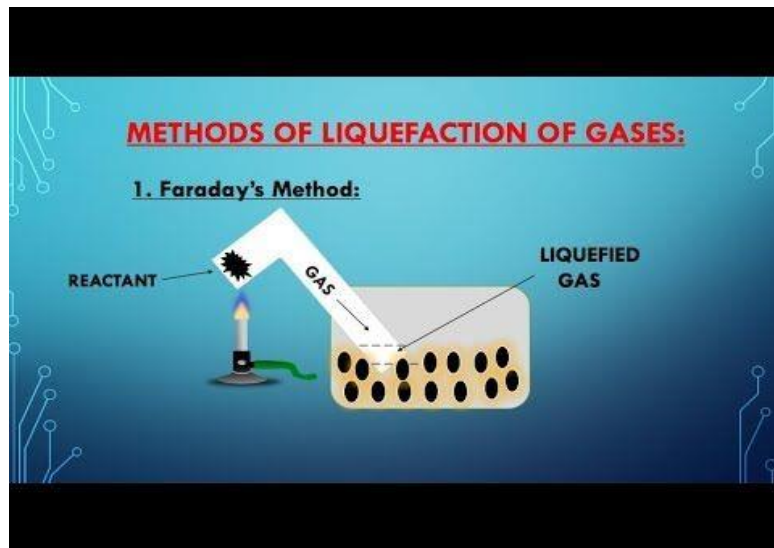 METHODS OF LIQUEFACTION OF GASES:
1. Faraday's Method:
REACTANT
GAS
LIQUEFIED
GAS